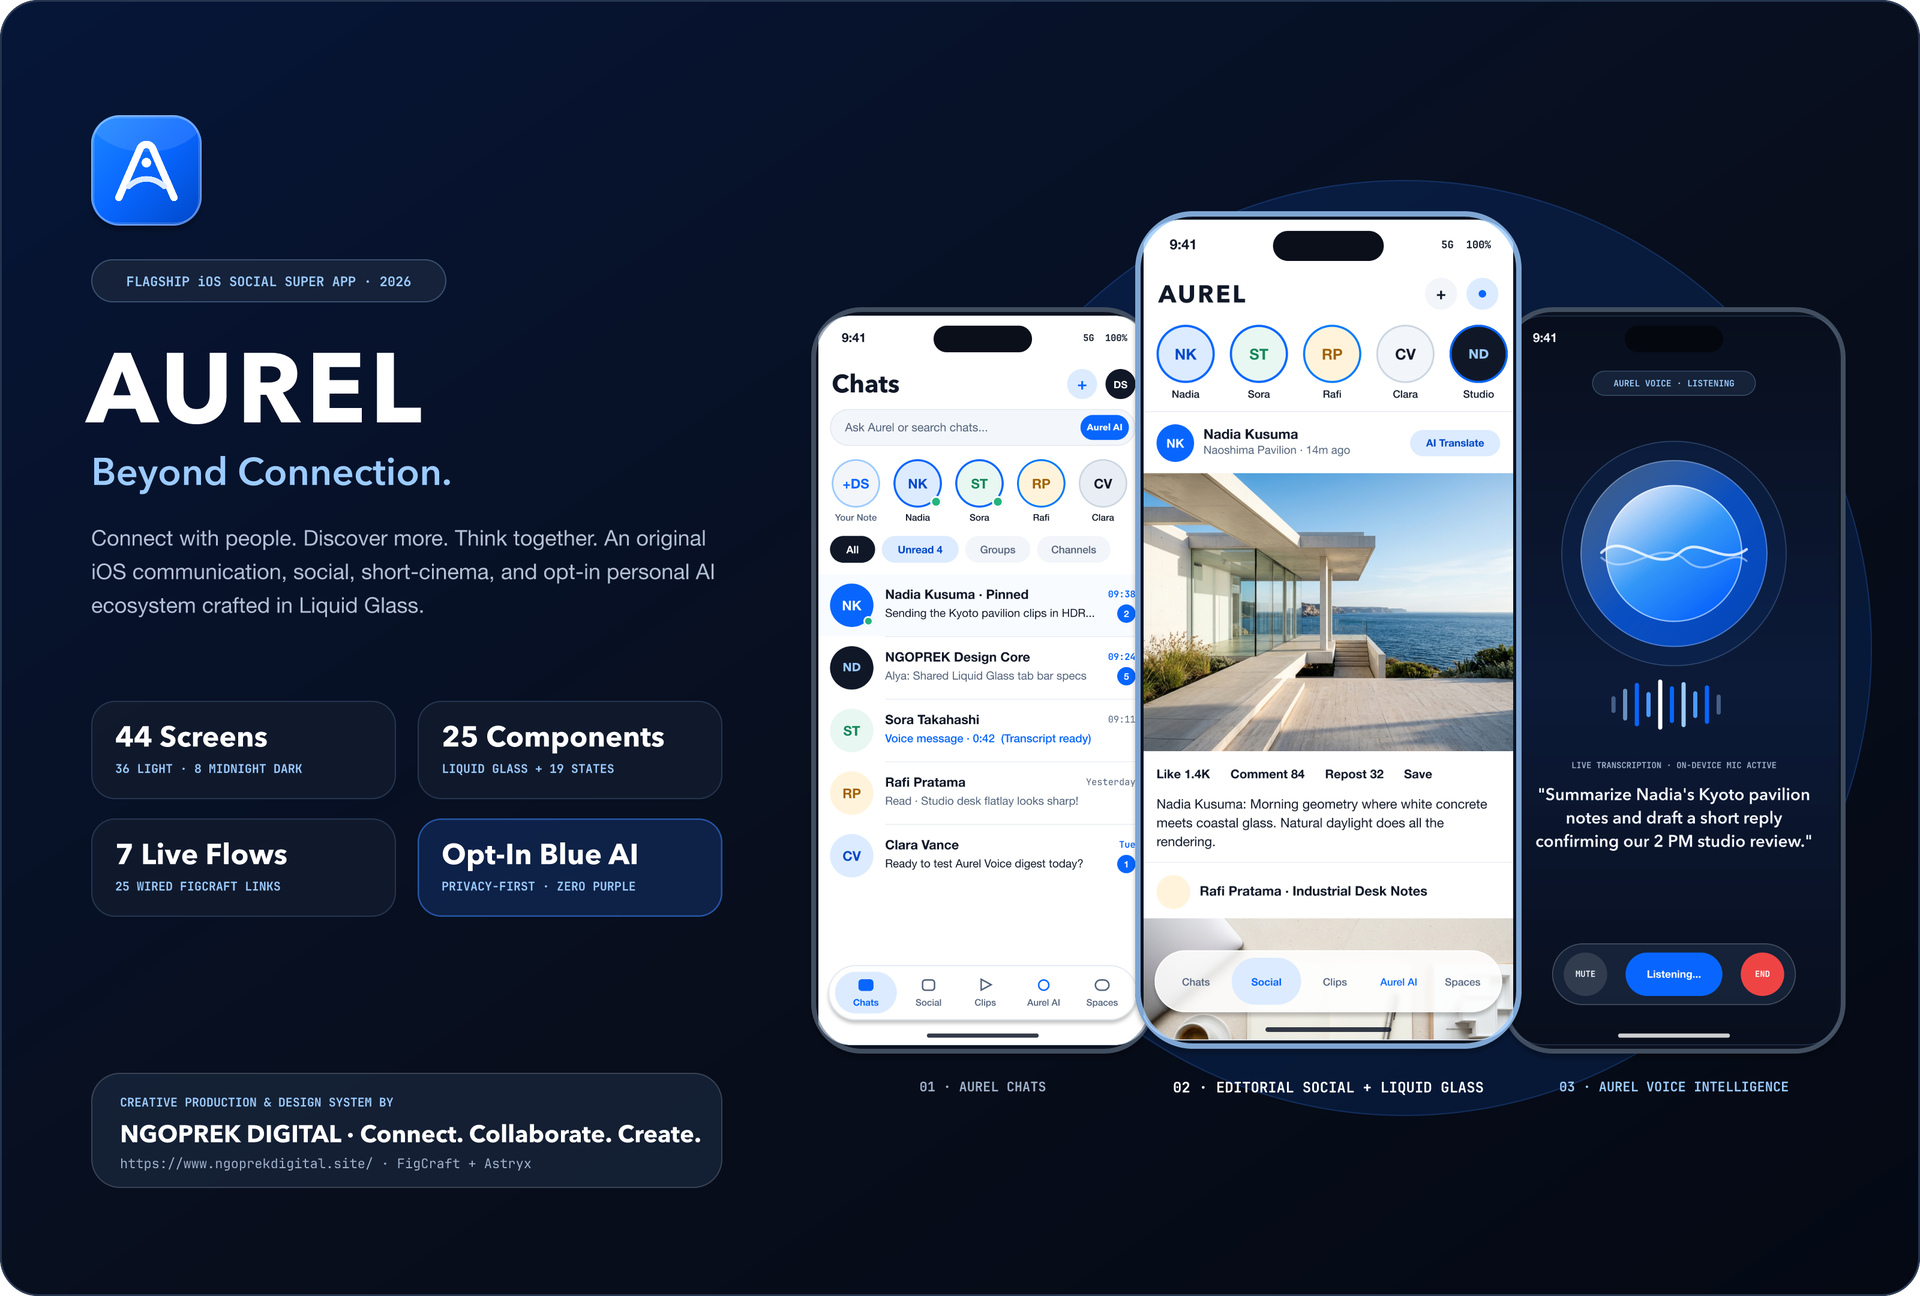 FLAGSHIP iOS SOCIAL SUPER APP · 2026
AUREL
Beyond Connection.
Connect with people. Discover more. Think together. An original
iOS communication, social, short-cinema, and opt-in personal AI
ecosystem crafted in Liquid Glass.
44 Screens
36 LIGHT · 8 MIDNIGHT DARK
25 Components
LIQUID GLASS + 19 STATES
7 Live Flows
25 WIRED FIGCRAFT LINKS
Opt-In Blue AI
PRIVACY-FIRST · ZERO PURPLE
CREATIVE PRODUCTION & DESIGN SYSTEM BY
NGOPREK DIGITAL · Connect. Collaborate. Create.
https://www.ngoprekdigital.site/ · FigCraft + Astryx
9:41
5G 100%
Chats
+
DS
Ask Aurel or search chats...
Aurel AI
+DS
NK
ST
RP
CV
Your Note
Nadia
Sora
Rafi
Clara
All
Unread 4
Groups
Channels
NK
Nadia Kusuma · Pinned
09:38
Sending the Kyoto pavilion clips in HDR...
2
ND
NGOPREK Design Core
09:24
Alya: Shared Liquid Glass tab bar specs
5
ST
Sora Takahashi
09:11
Voice message · 0:42 (Transcript ready)
RP
Rafi Pratama
Yesterday
Read · Studio desk flatlay looks sharp!
CV
Clara Vance
Tue
Ready to test Aurel Voice digest today?
1
Chats
Social
Clips
Aurel AI
Spaces
01 · AUREL CHATS
9:41
5G 100%
AUREL
+
NK
ST
RP
CV
ND
Nadia
Sora
Rafi
Clara
Studio
NK
Nadia Kusuma
Naoshima Pavilion · 14m ago
AI Translate
Like 1.4K
Comment 84
Repost 32
Save
Nadia Kusuma: Morning geometry where white concrete
meets coastal glass. Natural daylight does all the
rendering.
Rafi Pratama · Industrial Desk Notes
Chats
Social
Clips
Aurel AI
Spaces
02 · EDITORIAL SOCIAL + LIQUID GLASS
9:41
AUREL VOICE · LISTENING
LIVE TRANSCRIPTION · ON-DEVICE MIC ACTIVE
"Summarize Nadia's Kyoto pavilion
notes and draft a short reply
confirming our 2 PM studio review."
MUTE
Listening...
END
03 · AUREL VOICE INTELLIGENCE